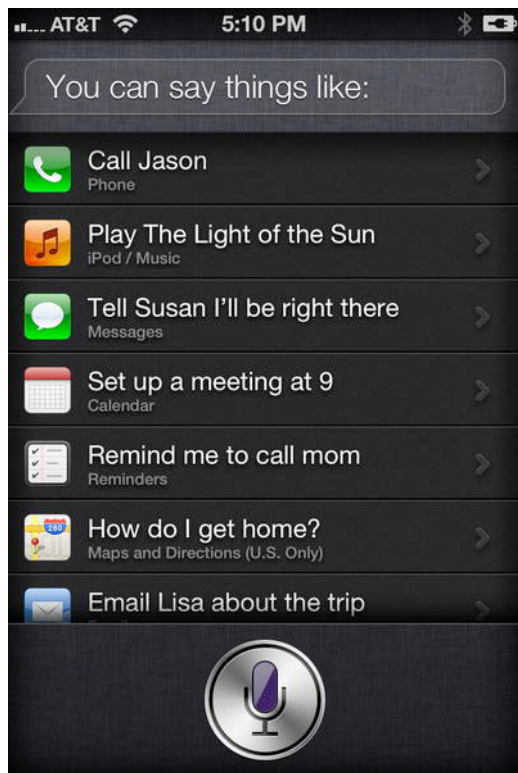 AT&T 5:10 PM
You can say things like:
Call Jason
Phone
Play The Light of the Sun
iPod / Music
Tell Susan I'll be right there
Messages
Set up a meeting at 9
Calendar
Remind me to call mom
Reminders
How do I get home?
280
Maps and Directions (U.S. Only)
Email Lisa about the trip